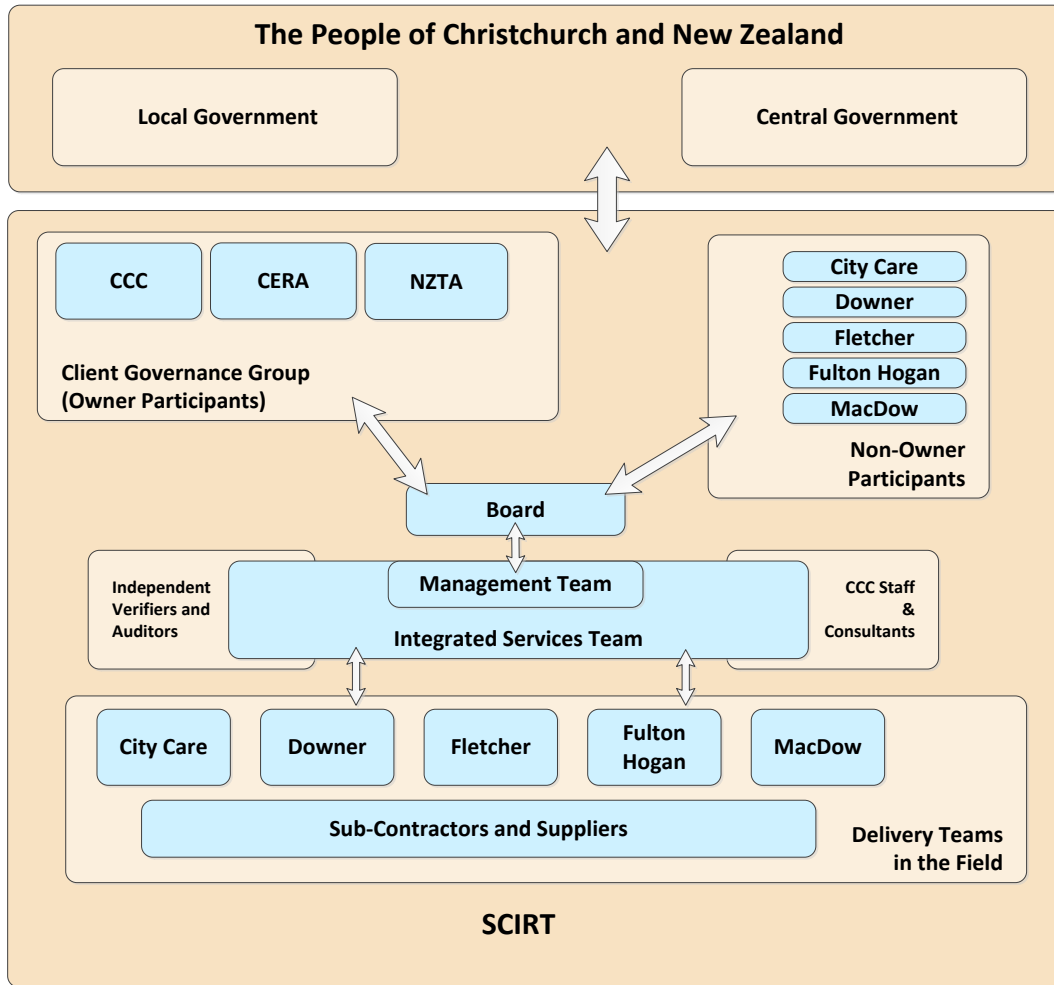 The People of Christchurch and New Zealand
Local Government
Central Government
CCC
CERA
NZTA
Client Governance Group
(Owner Participants)
City Care
Downer
Fletcher
Fulton Hogan
MacDow
Non-Owner
Participants
Board
Independent
Verifiers and
Auditors
Management Team
Integrated Services Team
CCC Staff
&
Consultants
City Care
Downer
Fletcher
Fulton
Hogan
MacDow
Sub-Contractors and Suppliers
Delivery Teams
in the Field
SCIRT